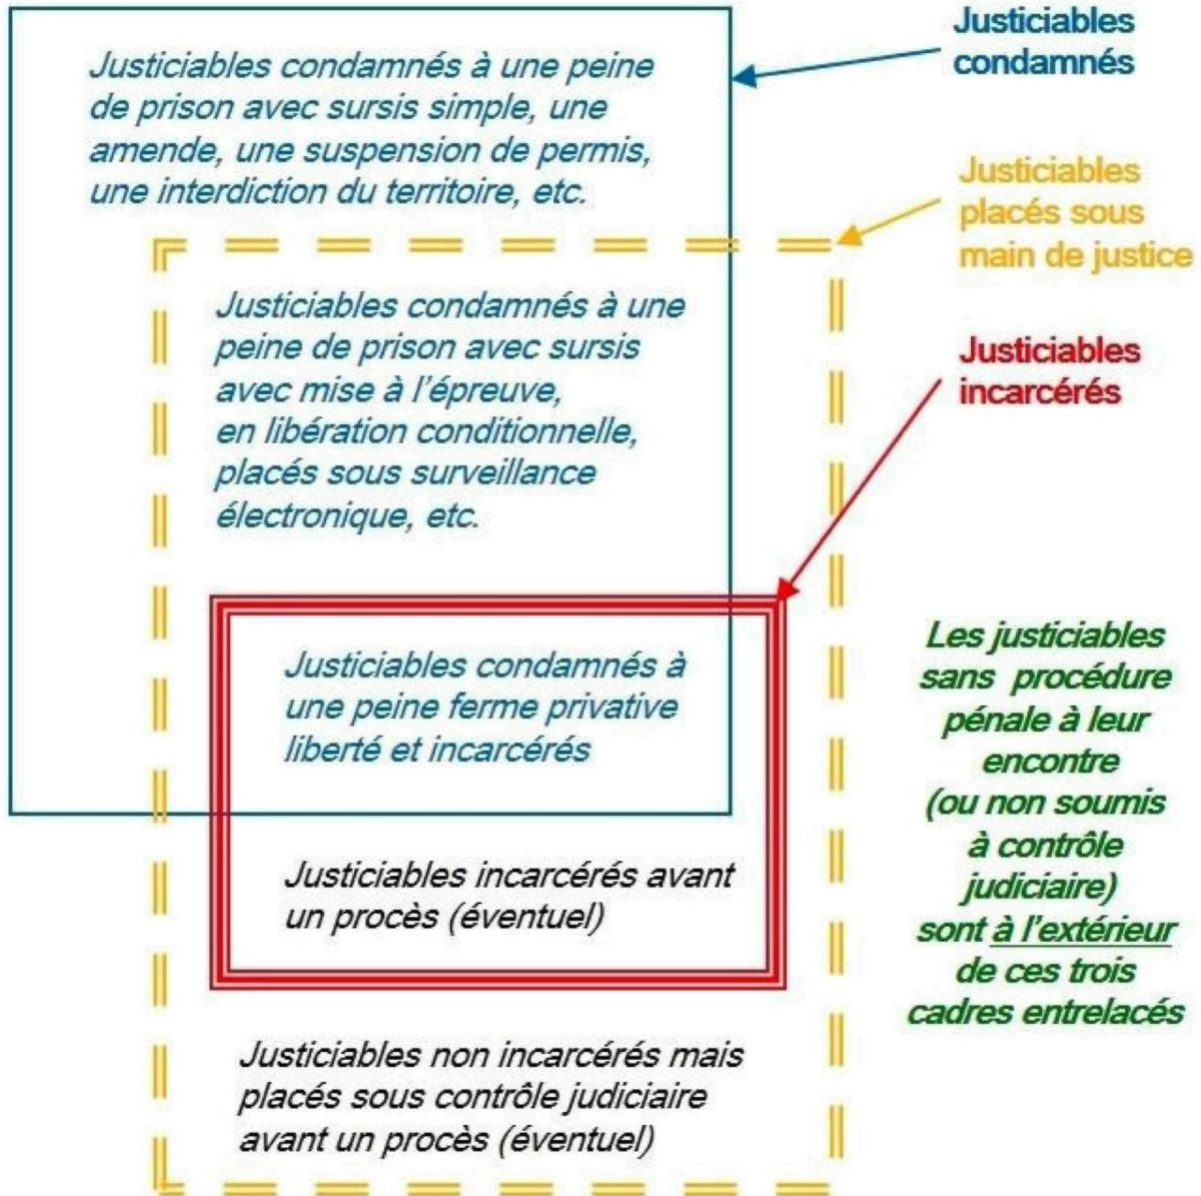 Justiciables
condamnés
Justiciables condamnés à une peine
de prison avec sursis simple, une
amende, une suspension de permis,
une interdiction du territoire, etc.
Justiciables
placés sous
main de justice
Justiciables condamnés à une
peine de prison avec sursis
avec mise à l'épreuve,
en libération conditionnelle,
placés sous surveillance
électronique, etc.
Justiciables
incarcérés
Justiciables condamnés à
une peine ferme privative
liberté et incarcérés
Justiciables incarcérés avant
un procès (éventuel)
Justiciables non incarcérés mais
placés sous contrôle judiciaire
avant un procès (éventuel)
Les justiciables
sans procédure
pénale à leur
encontre
(ou non soumis
à contrôle
judiciaire)
sont à l'extérieur
de ces trois
cadres entrelacés